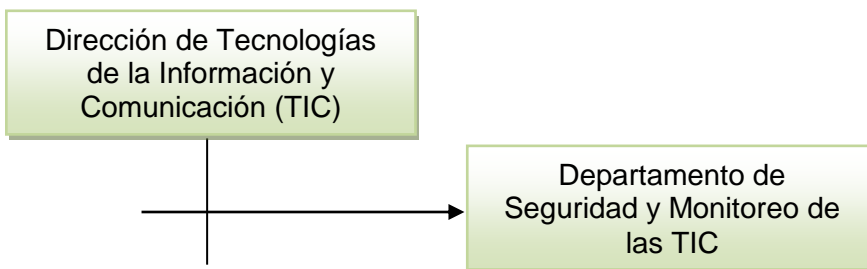 Dirección de Tecnologías
de la Información y
Comunicación (TIC)
Departamento de
Seguridad y Monitoreo de
las TIC